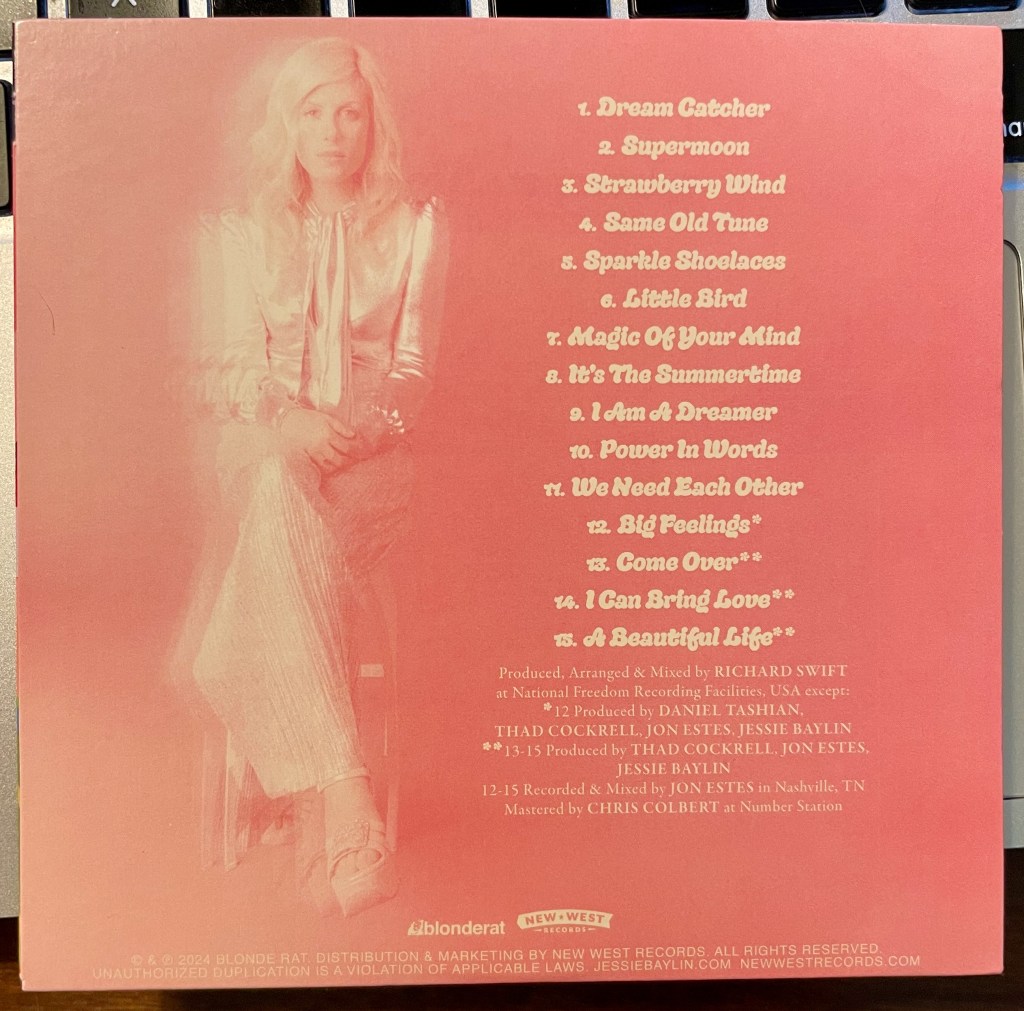 1. Dream Catcher
2. Supermoon
3. Strawberry Wind
4. Same Old Tune
5. Sparkle Shoelaces
6. Little Bird
7. Magic Of Your Mind
8. It's The Summertime
9. I Am A Dreamer
10. Power In Words
11. We Need Each Other
12. Big Feelings*
13. Come Over**
14. I Can Bring Love**
15. A Beautiful Life**
Produced, Arranged & Mixed by RICHARD SWIFT
at National Freedom Recording Facilities, USA except:
*12 Produced by DANIEL TASHIAN,
THAD COCKRELL, JON ESTES, JESSIE BAYLIN
**13-15 Produced by THAD COCKRELL, JON ESTES,
JESSIE BAYLIN
12-15 Recorded & Mixed by JON ESTES in Nashville, TN
Mastered by CHRIS COLBERT at Number Station
blonderat
NEW ★ WEST
RECORDS
© & ℗ 2024 BLONDE RAT. DISTRIBUTION & MARKETING BY NEW WEST RECORDS. ALL RIGHTS RESERVED.
UNAUTHORIZED DUPLICATION IS A VIOLATION OF APPLICABLE LAWS. JESSIEBAYLIN.COM NEWWESTRECORDS.COM